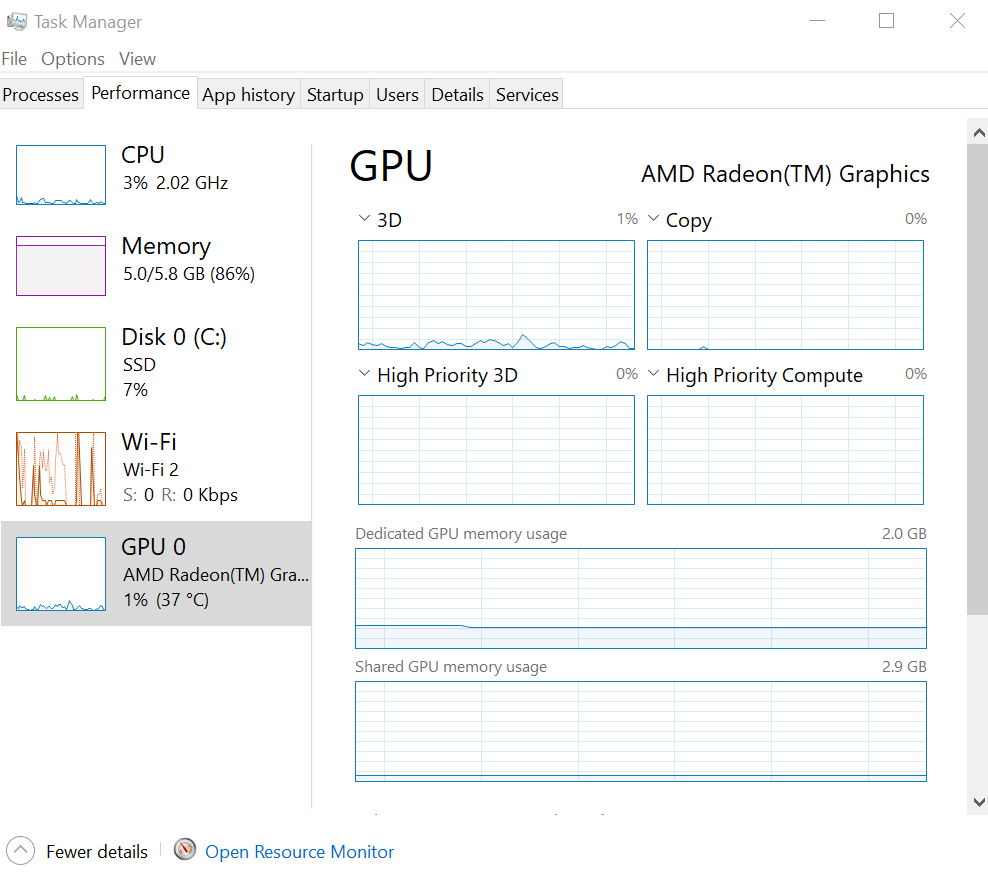 Task Manager
File Options View
Processes Performance App history Startup Users Details Services
CPU
3% 2.02 GHz
Memory
5.0/5.8 GB (86%)
Disk 0 (C:)
SSD
7%
Wi-Fi
Wi-Fi 2
S: 0 R: 0 Kbps
GPU 0
AMD Radeon(TM) Gra...
1% (37 °C)
GPU AMD Radeon(TM) Graphics
3D 1% Copy 0%
High Priority 3D 0% High Priority Compute 0%
Dedicated GPU memory usage 2.0 GB
Shared GPU memory usage 2.9 GB
Fewer details Open Resource Monitor